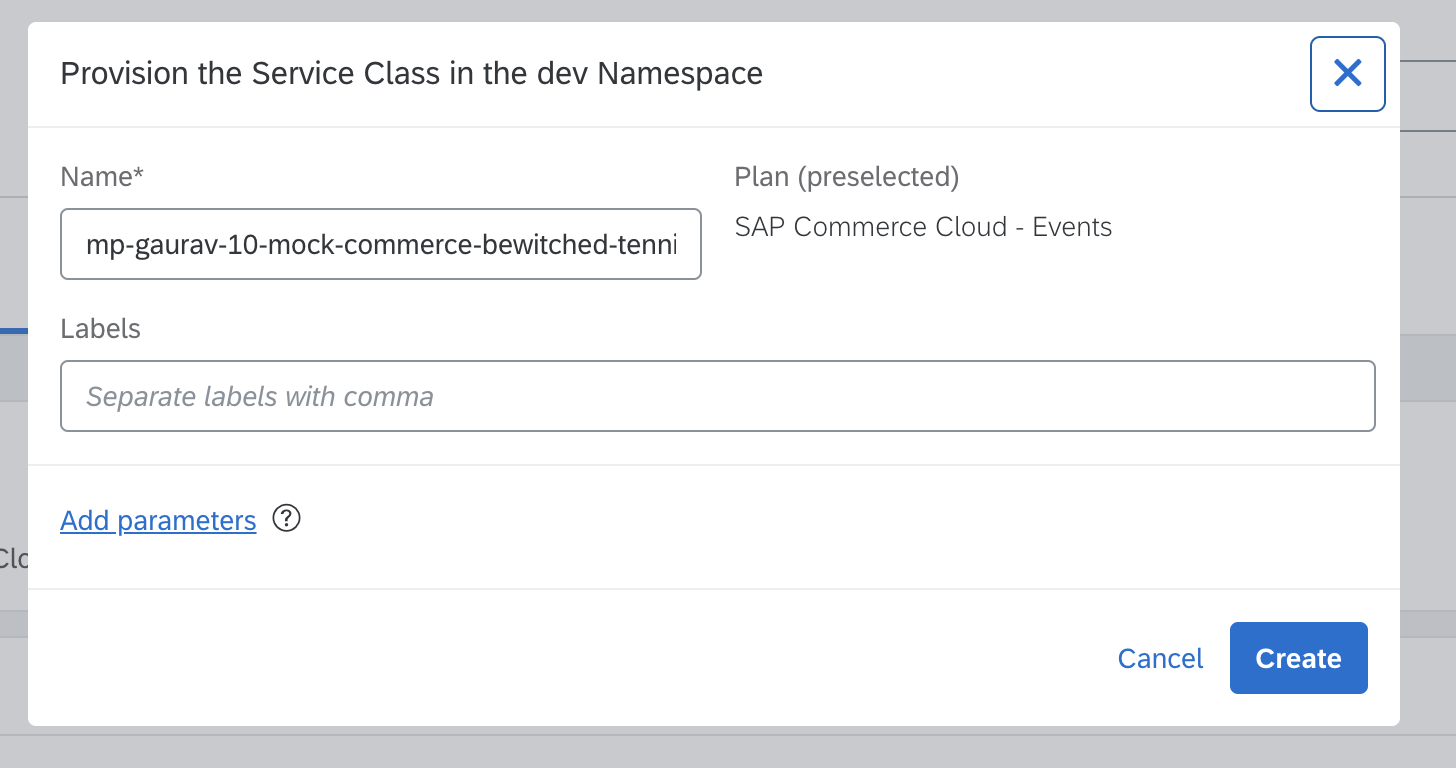 Provision the Service Class in the dev Namespace
Name*
Plan (preselected)
mp-gaurav-10-mock-commerce-bewitched-tenni
SAP Commerce Cloud - Events
Labels
Separate labels with comma
Add parameters ?
Clo
Cancel
Create